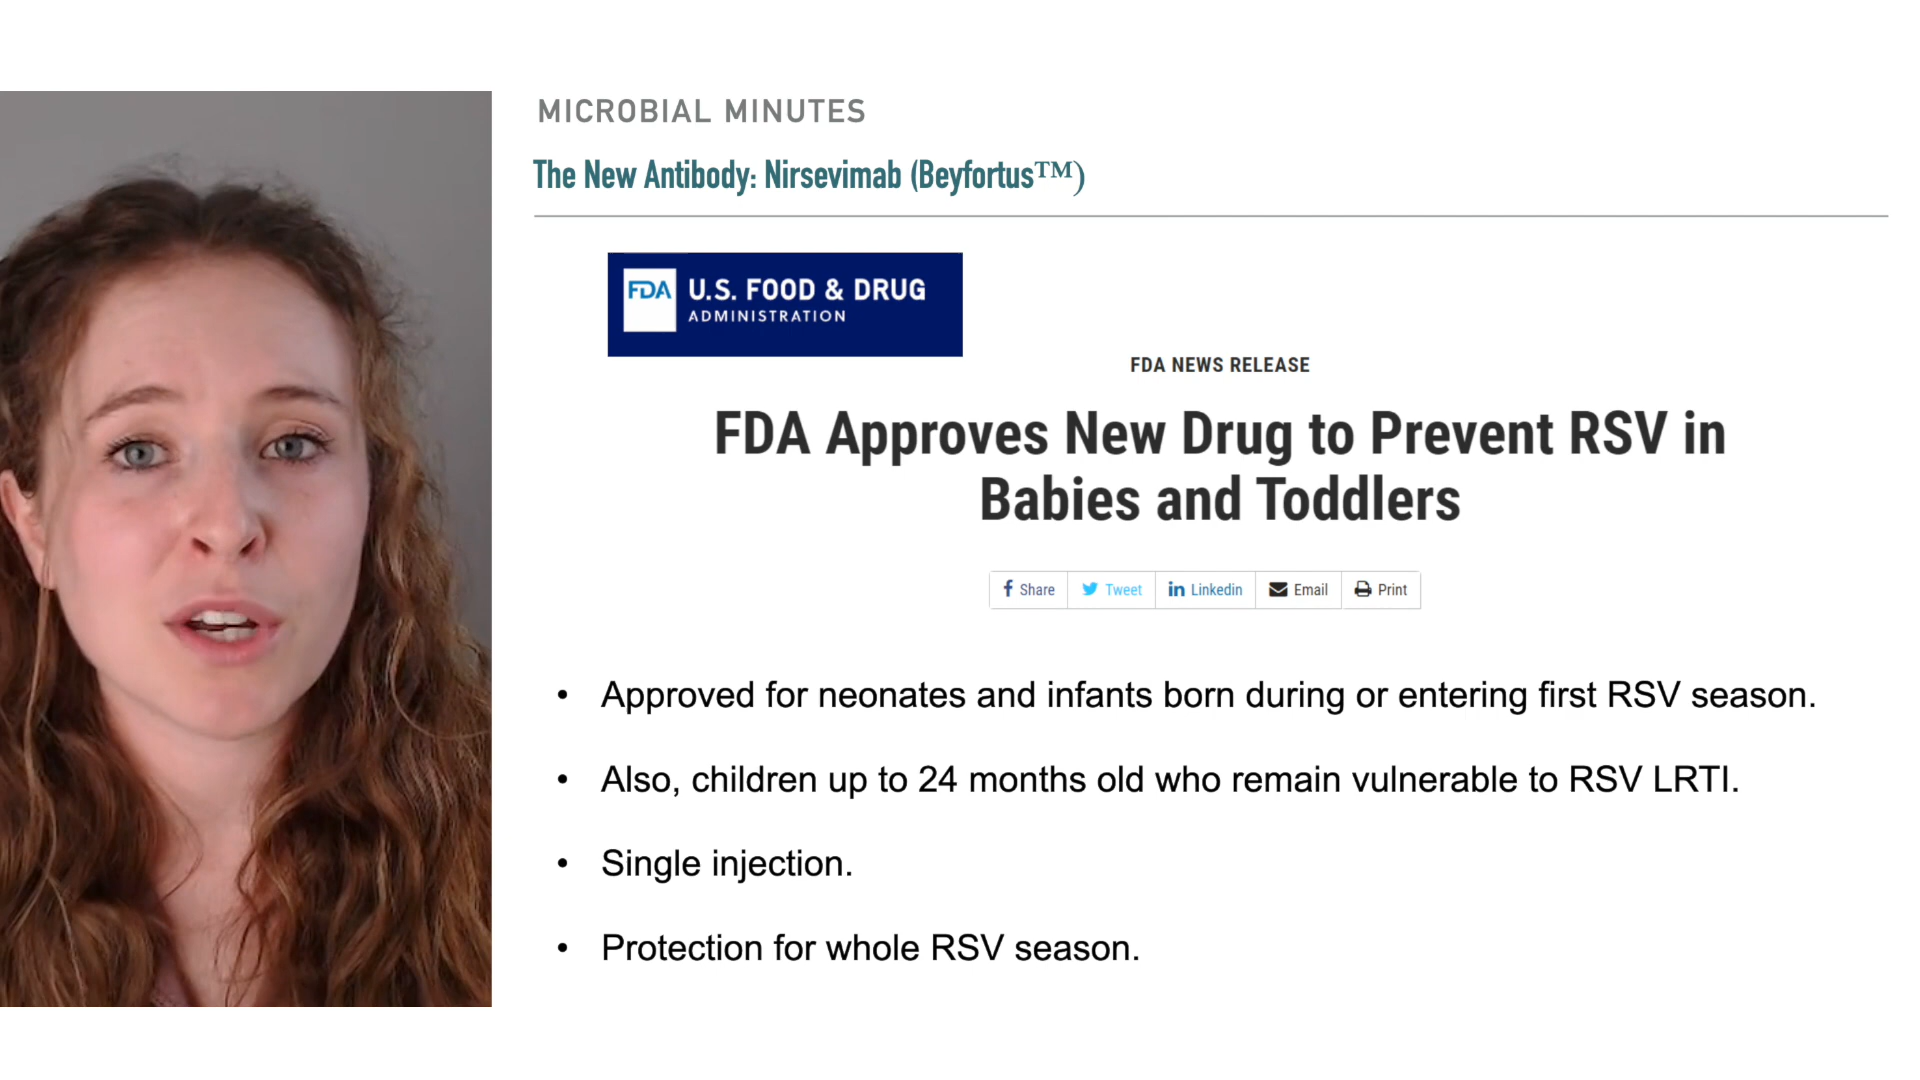 MICROBIAL MINUTES
The New Antibody: Nirsevimab (Beyfortus™)
FDA U.S. FOOD & DRUG
ADMINISTRATION
FDA NEWS RELEASE
FDA Approves New Drug to Prevent RSV in
Babies and Toddlers
Share Tweet Linkedin Email Print
• Approved for neonates and infants born during or entering first RSV season.
• Also, children up to 24 months old who remain vulnerable to RSV LRTI.
• Single injection.
• Protection for whole RSV season.